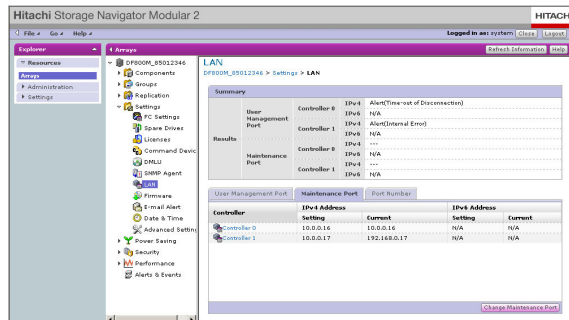 Hitachi Storage Navigator Modular 2
HITACH
File Go Help
Logged in as: system Close Logout
Explorer
Resources
Arrays
Administration
Settings
Arrays
Refresh Information Help
DF800M_85012346
Components
Groups
Replication
Settings
FC Settings
Spare Drives
Licenses
Command Devic
DMLU
SNMP Agent
LAN
Firmware
E-mail Alert
Date & Time
Advanced Setting
Power Saving
Security
Performance
Alerts & Events
LAN
DF800M_85012346 > Settings > LAN
Summary
Results
User Management Port
Controller 0
IPv4 Alert(Time-out of Disconnection)
IPv6 N/A
Controller 1
IPv4 Alert(Internal Error)
IPv6 N/A
Maintenance Port
Controller 0
IPv4 ---
IPv6 N/A
Controller 1
IPv4 ---
IPv6 N/A
User Management Port Maintenance Port Port Number
Controller IPv4 Address IPv6 Address
Setting Current Setting Current
Controller 0 10.0.0.16 10.0.0.16 N/A N/A
Controller 1 10.0.0.17 192.168.0.17 N/A N/A
Change Maintenance Port